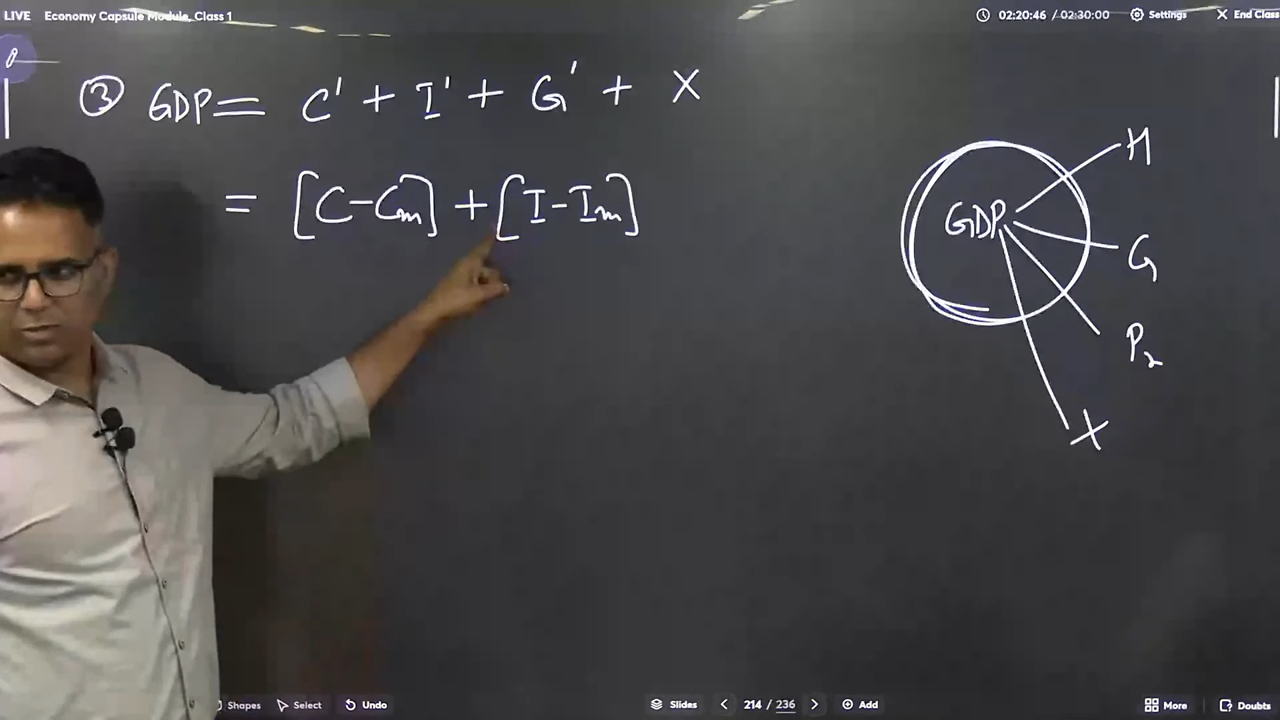 LIVE Economy Capsule Module, Class 1 02:20:46 / 02:30:00 Settings End Class
③ GDP = C' + I' + G' + X
= [C-Cm] + [I-Im]
GDP
H
G
P2
X
Shapes Select Undo Slides 214 / 236 Add More Doubts